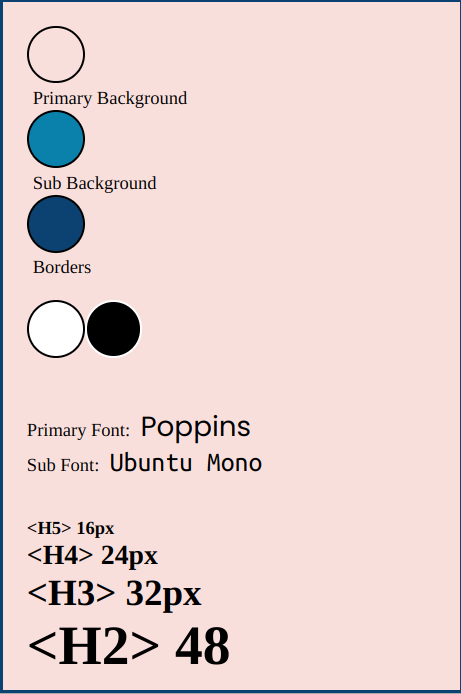 Primary Background
Sub Background
Borders
Primary Font: Poppins
Sub Font: Ubuntu Mono
<H5> 16px
<H4> 24px
<H3> 32px
<H2> 48